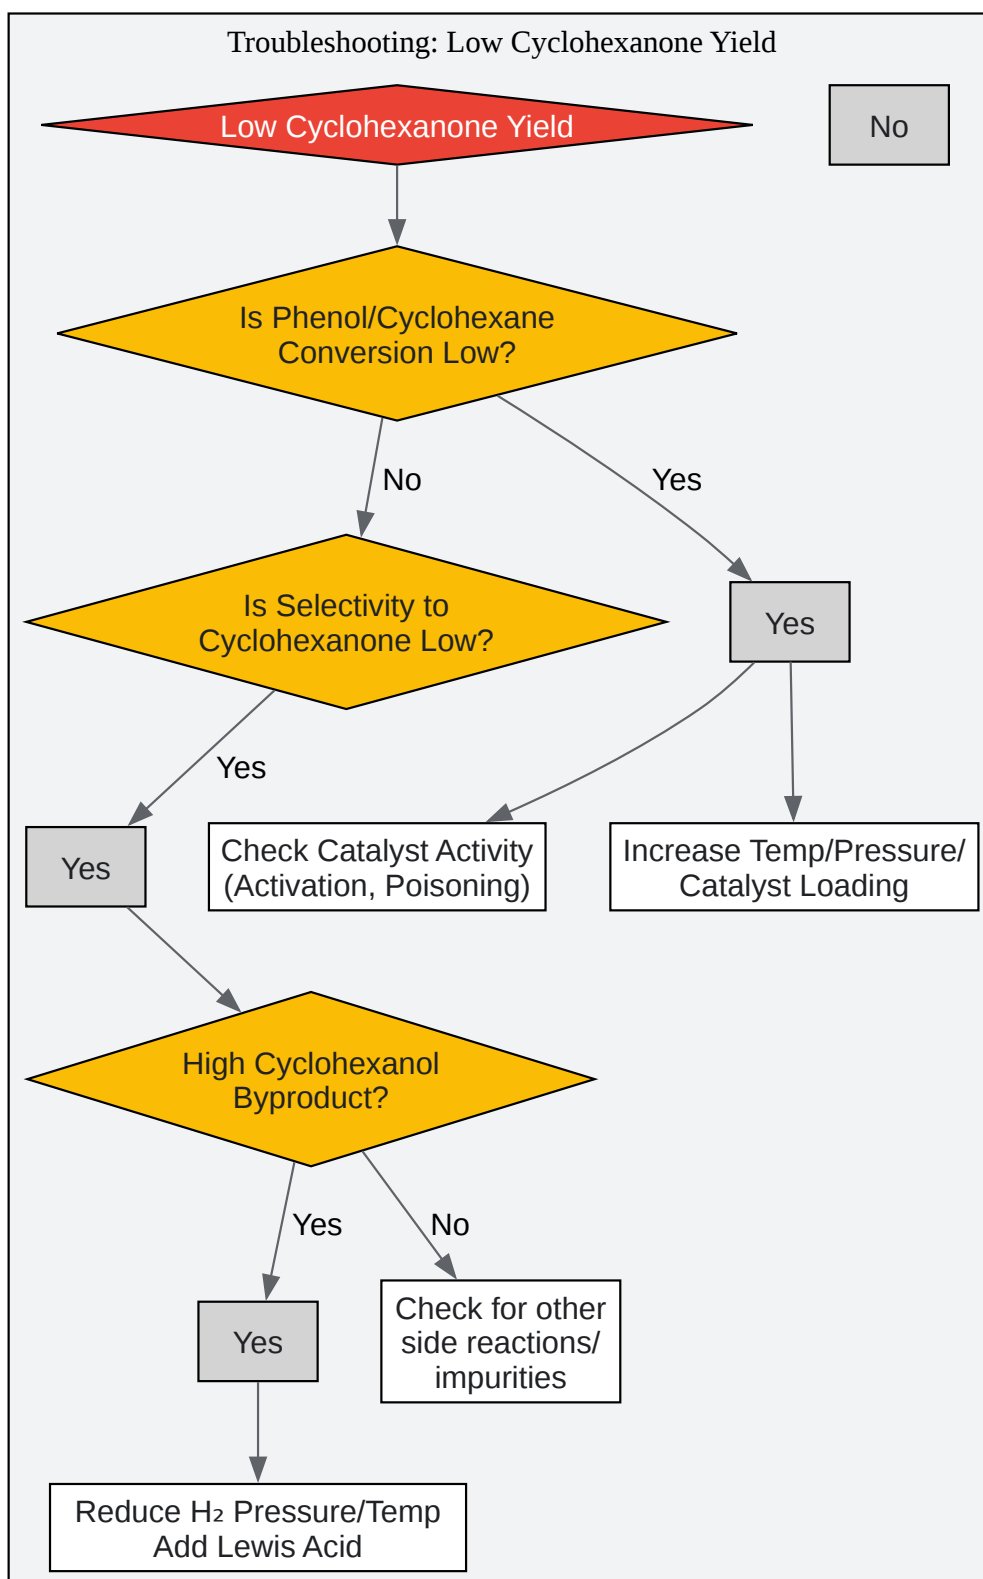 Troubleshooting: Low Cyclohexanone Yield
Low Cyclohexanone Yield
No
Is Phenol/Cyclohexane
Conversion Low?
No
Yes
Is Selectivity to
Cyclohexanone Low?
Yes
Yes
Yes
Check Catalyst Activity
(Activation, Poisoning)
Increase Temp/Pressure/
Catalyst Loading
High Cyclohexanol
Byproduct?
Yes
No
Yes
Check for other
side reactions/
impurities
Reduce H₂ Pressure/Temp
Add Lewis Acid